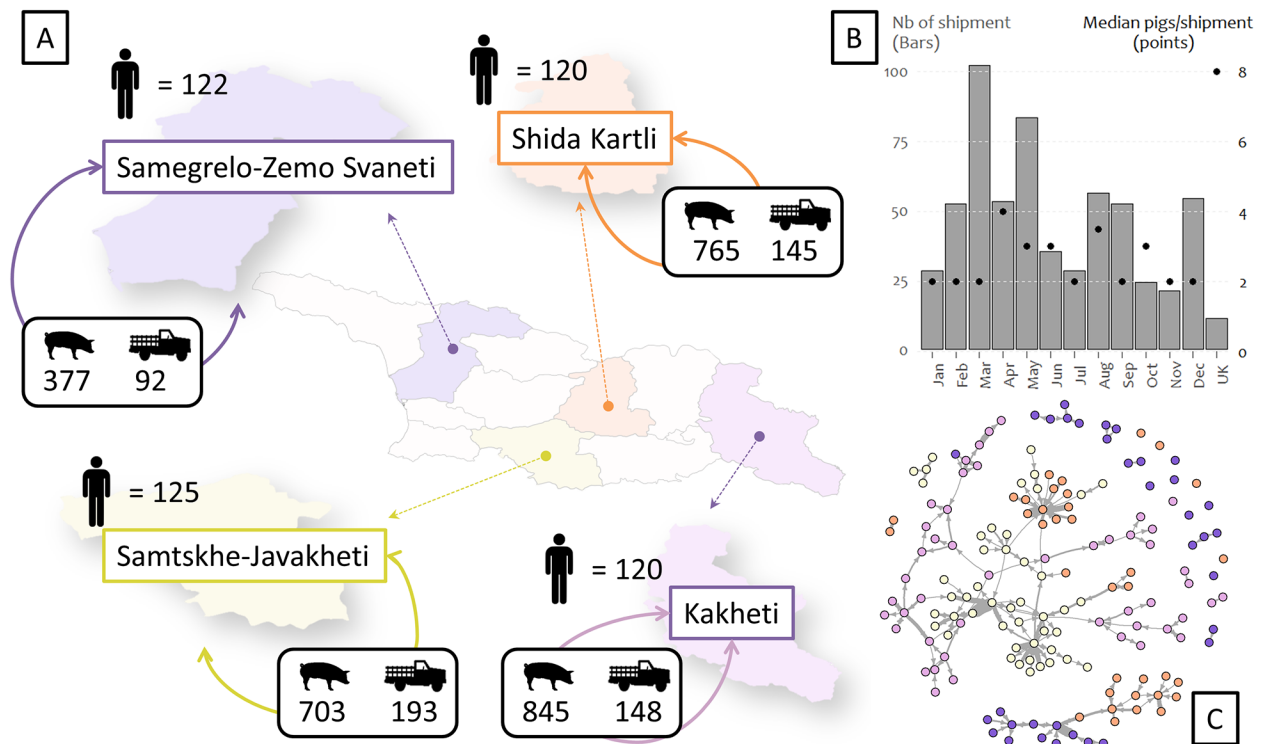 A
= 122
Samegrelo-Zemo Svaneti
377 92
= 120
Shida Kartli
765 145
= 125
Samtskhe-Javakheti
703 193
= 120
Kakheti
845 148
B
Nb of shipment
(Bars)
Median pigs/shipment
(points)
100
75
50
25
0
8
6
4
2
0
Jan
Feb
Mar
Apr
May
Jun
Jul
Aug
Sep
Oct
Nov
Dec
UK
C